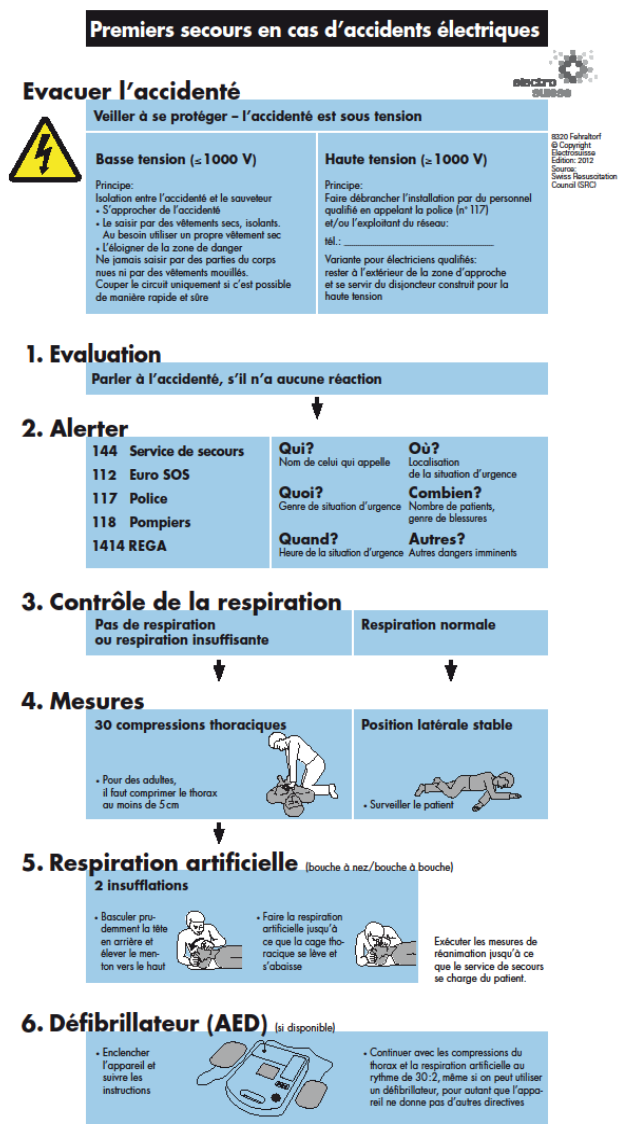 Premiers secours en cas d'accidents électriques
electro
suisse
Evacuer l'accidenté
Veiller à se protéger – l'accidenté est sous tension
8320 Fehraltorf
© Copyright
Electrosuisse
Edition: 2012
Source:
Swiss Resuscitation
Council (SRC)
Basse tension (≤ 1000 V)
Principe:
Isolation entre l'accidenté et le sauveteur
• S'approcher de l'accidenté
• Le saisir par des vêtements secs, isolants.
Au besoin utiliser un propre vêtement sec
• L'éloigner de la zone de danger
Ne jamais saisir par des parties du corps
nues ni par des vêtements mouillés.
Couper le circuit uniquement si c'est possible
de manière rapide et sûre
Haute tension (≥ 1000 V)
Principe:
Faire débrancher l'installation par du personnel
qualifié en appelant la police (n° 117)
et/ou l'exploitant du réseau:
tél.: ____________________________
Variante pour électriciens qualifiés:
rester à l'extérieur de la zone d'approche
et se servir du disjoncteur construit pour la
haute tension
1. Evaluation
Parler à l'accidenté, s'il n'a aucune réaction
2. Alerter
144 Service de secours
112 Euro SOS
117 Police
118 Pompiers
1414 REGA
Qui?
Nom de celui qui appelle
Où?
Localisation
de la situation d'urgence
Quoi?
Genre de situation d'urgence
Combien?
Nombre de patients,
genre de blessures
Quand?
Heure de la situation d'urgence
Autres?
Autres dangers imminents
3. Contrôle de la respiration
Pas de respiration
ou respiration insuffisante
Respiration normale
4. Mesures
30 compressions thoraciques
• Pour des adultes,
il faut comprimer le thorax
au moins de 5 cm
Position latérale stable
• Surveiller le patient
5. Respiration artificielle (bouche à nez/bouche à bouche)
2 insufflations
• Basculer pru-
demment la tête
en arrière et
élever le men-
ton vers le haut
• Faire la respiration
artificielle jusqu'à
ce que la cage tho-
racique se lève et
s'abaisse
Exécuter les mesures de
réanimation jusqu'à ce
que le service de secours
se charge du patient.
6. Défibrillateur (AED) (si disponible)
• Enclencher
l'appareil et
suivre les
instructions
• Continuer avec les compressions du
thorax et la respiration artificielle au
rythme de 30:2, même si on peut utiliser
un défibrillateur, pour autant que l'appa-
reil ne donne pas d'autres directives